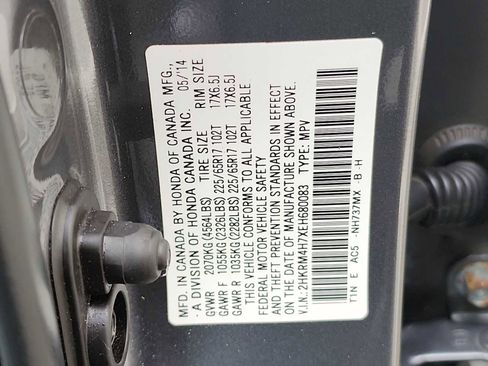 MFD. IN CANADA BY HONDA OF CANADA MFG.,
- A DIVISION OF HONDA CANADA INC. 05/'14
TIRE SIZE RIM SIZE
GVWR 2070KG(4564LBS)
GAWR F 1055KG(2326LBS) 225/65R17 102T 17X6.5J
GAWR R 1035KG(2282LBS) 225/65R17 102T 17X6.5J
THIS VEHICLE CONFORMS TO ALL APPLICABLE
FEDERAL MOTOR VEHICLE SAFETY
AND THEFT PREVENTION STANDARDS IN EFFECT
ON THE DATE OF MANUFACTURE SHOWN ABOVE.
V.I.N.: 2HKRM4H7XEH680083 TYPE: MPV
T1N E AC5 -NH737MX -B -H